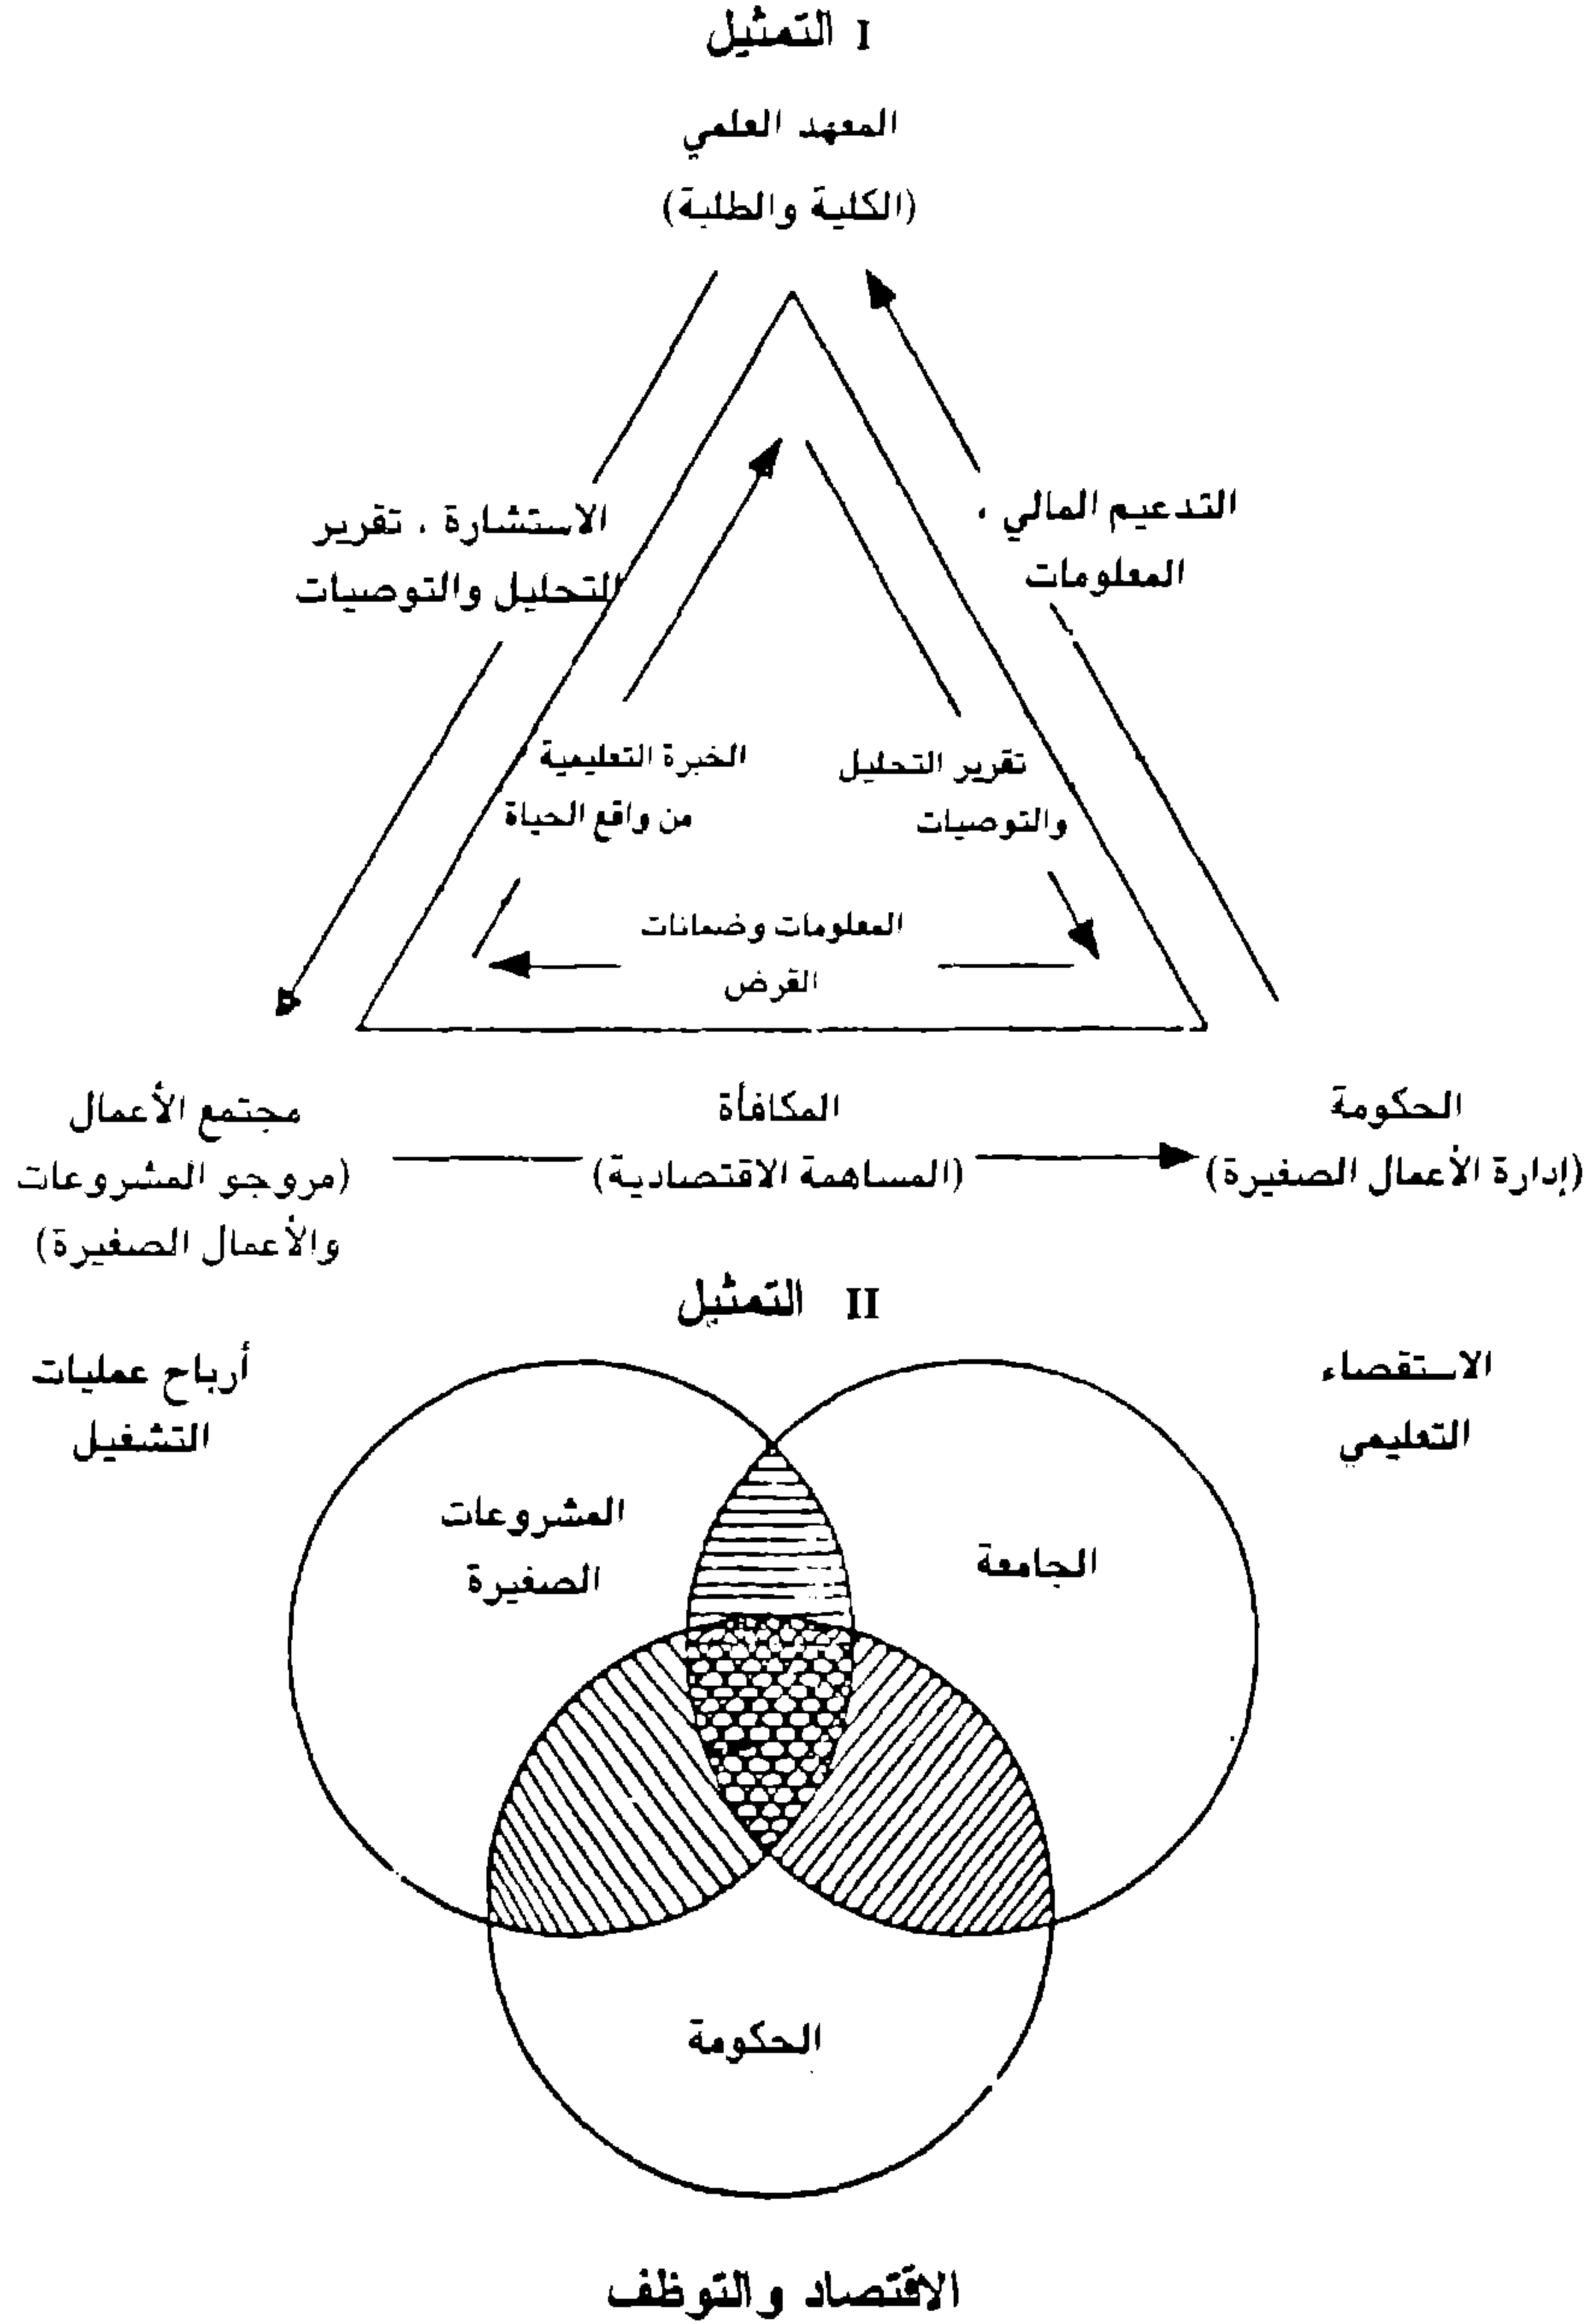 I التمثيل
المعهد العلمي
(الكلية والطلبة)
الاستشارة ، تقرير
التحليل والتوصيات
التدعيم المالي ،
المعلومات
الخبرة التعليمية
من واقع الحياة
تقرير التحليل
والتوصيات
المعلومات وضمانات
القرض
الحكومة
(إدارة الأعمال الصغيرة)
المكافأة
(المساهمة الاقتصادية)
مجتمع الأعمال
(مروجو المشروعات
والأعمال الصغيرة)
II التمثيل
الاستقصاء
التعليمي
أرباح عمليات
التشغيل
المشروعات
الصغيرة
الجامعة
الحكومة
الاقتصاد والتوظف